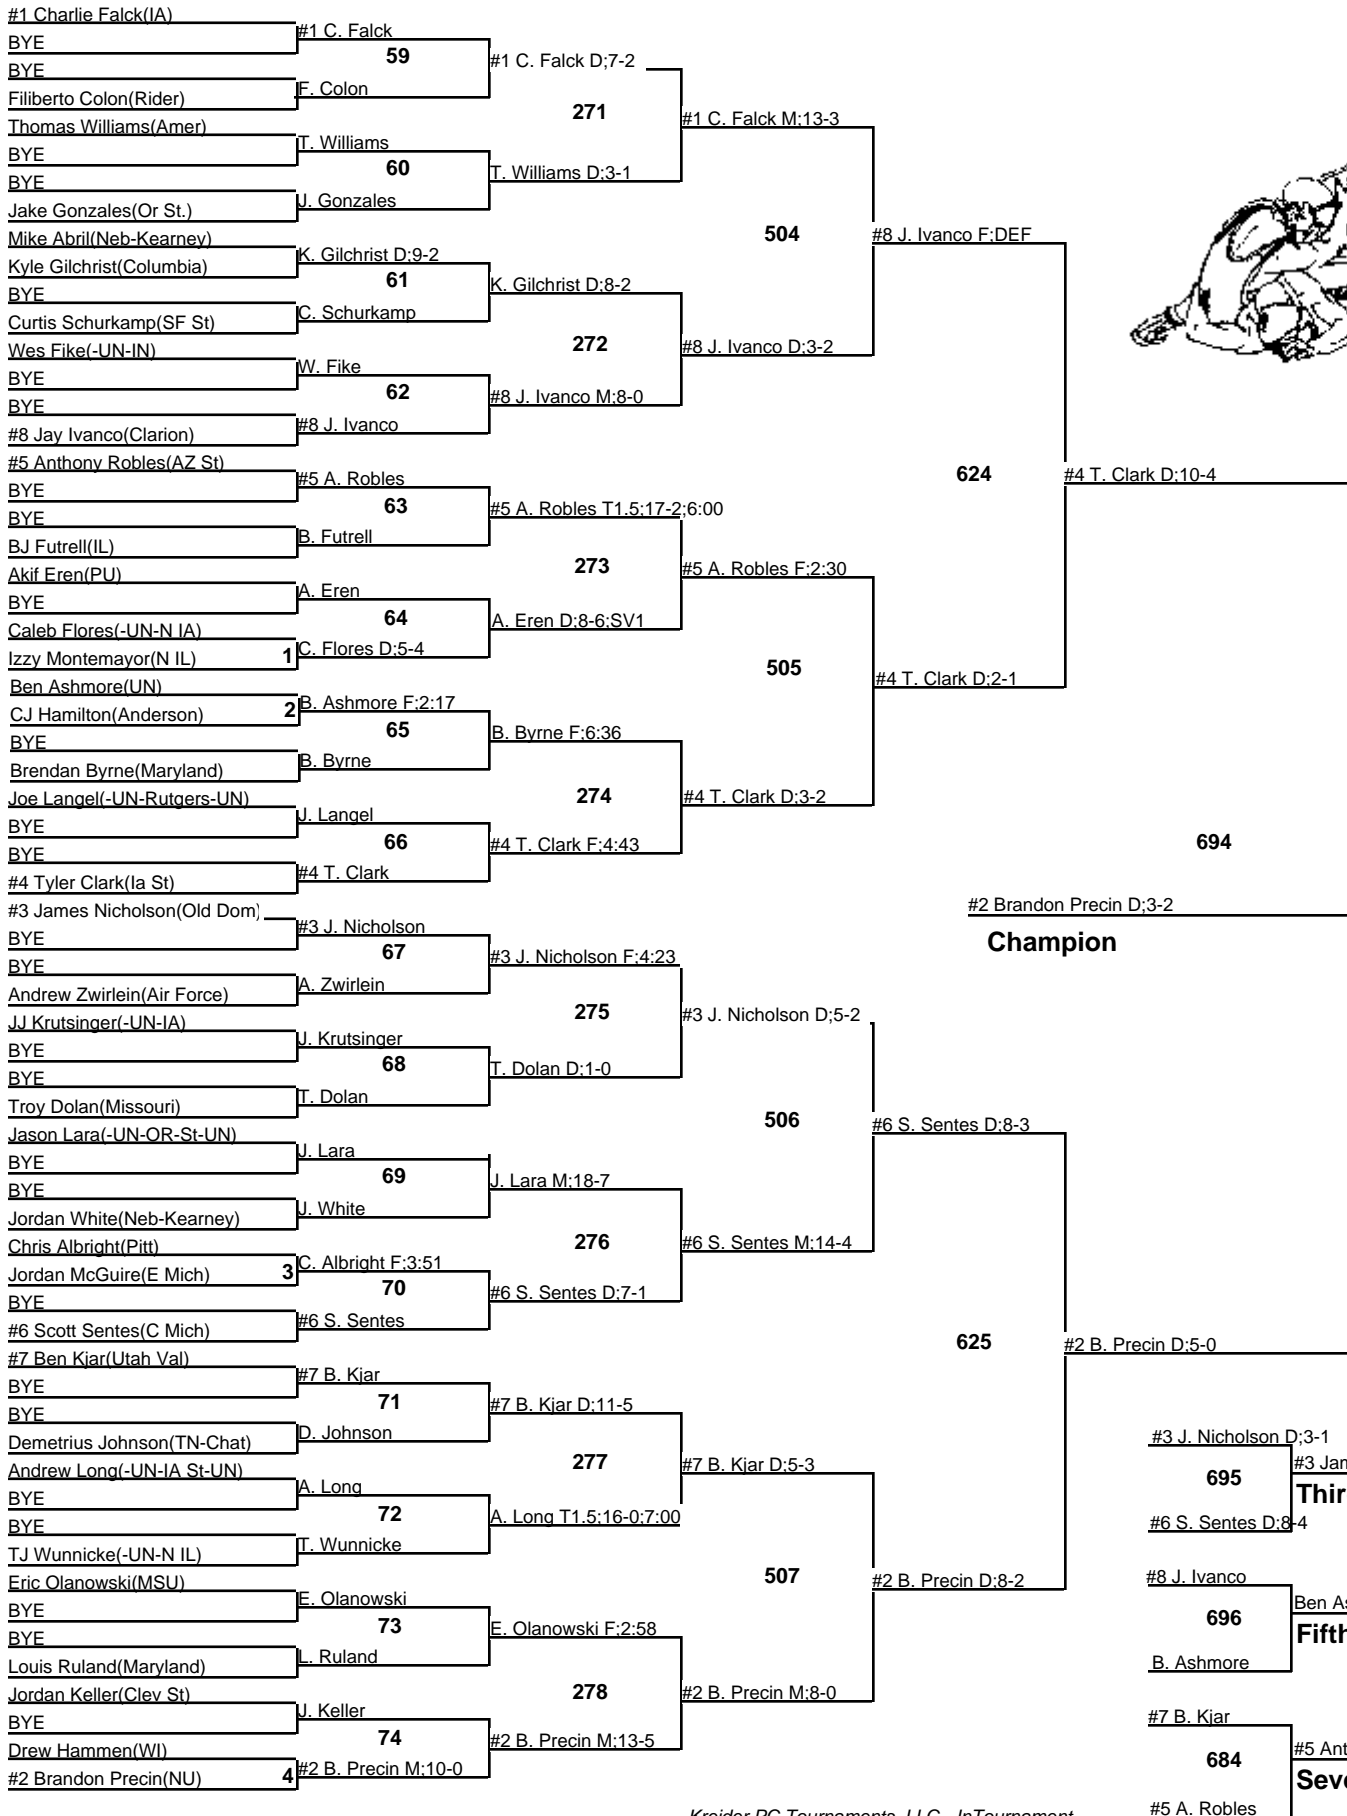 #1 Charlie Falck(IA)
BYE
BYE
Filiberto Colon(Rider)
Thomas Williams(Amer)
BYE
BYE
Jake Gonzales(Or St.)
Mike Abril(Neb-Kearney)
Kyle Gilchrist(Columbia)
BYE
Curtis Schurkamp(SF St)
Wes Fike(-UN-IN)
BYE
BYE
#8 Jay Ivanco(Clarion)
#5 Anthony Robles(AZ St)
BYE
BYE
BJ Futrell(IL)
Akif Eren(PU)
BYE
Caleb Flores(-UN-N IA)
Izzy Montemayor(N IL) 1
Ben Ashmore(UN)
CJ Hamilton(Anderson) 2
BYE
Brendan Byrne(Maryland)
Joe Langel(-UN-Rutgers-UN)
BYE
BYE
#4 Tyler Clark(Ia St)
#3 James Nicholson(Old Dom)
BYE
BYE
Andrew Zwirlein(Air Force)
JJ Krutsinger(-UN-IA)
BYE
BYE
Troy Dolan(Missouri)
Jason Lara(-UN-OR-St-UN)
BYE
BYE
Jordan White(Neb-Kearney)
Chris Albright(Pitt)
Jordan McGuire(E Mich) 3
BYE
#6 Scott Sentes(C Mich)
#7 Ben Kjar(Utah Val)
BYE
BYE
Demetrius Johnson(TN-Chat)
Andrew Long(-UN-IA St-UN)
BYE
BYE
TJ Wunnicke(-UN-N IL)
Eric Olanowski(MSU)
BYE
BYE
Louis Ruland(Maryland)
Jordan Keller(Clev St)
BYE
Drew Hammen(WI)
#2 Brandon Precin(NU) 4
#1 C. Falck
59
F. Colon
T. Williams
60
J. Gonzales
K. Gilchrist D;9-2
61
C. Schurkamp
W. Fike
62
#8 J. Ivanco
#5 A. Robles
63
B. Futrell
A. Eren
64
C. Flores D;5-4
B. Ashmore F;2:17
65
B. Byrne
J. Langel
66
#4 T. Clark
#3 J. Nicholson
67
A. Zwirlein
J. Krutsinger
68
T. Dolan
J. Lara
69
J. White
C. Albright F;3:51
70
#6 S. Sentes
#7 B. Kjar
71
D. Johnson
A. Long
72
T. Wunnicke
E. Olanowski
73
L. Ruland
J. Keller
74
#2 B. Precin M;10-0
#1 C. Falck D;7-2
271
T. Williams D;3-1
K. Gilchrist D;8-2
272
#8 J. Ivanco M;8-0
#5 A. Robles T1.5;17-2;6:00
273
A. Eren D;8-6;SV1
B. Byrne F;6:36
274
#4 T. Clark F;4:43
#3 J. Nicholson F;4:23
275
T. Dolan D;1-0
J. Lara M;18-7
276
#6 S. Sentes D;7-1
#7 B. Kjar D;11-5
277
A. Long T1.5;16-0;7:00
E. Olanowski F;2:58
278
#2 B. Precin M;13-5
#1 C. Falck M;13-3
504
#8 J. Ivanco D;3-2
#5 A. Robles F;2:30
505
#4 T. Clark D;3-2
#3 J. Nicholson D;5-2
506
#6 S. Sentes M;14-4
#7 B. Kjar D;5-3
507
#2 B. Precin M;8-0
#8 J. Ivanco F;DEF
624
#4 T. Clark D;2-1
#6 S. Sentes D;8-3
625
#2 B. Precin D;8-2
#4 T. Clark D;10-4
694
#2 B. Precin D;5-0
#2 Brandon Precin D;3-2
Champion
#3 J. Nicholson D;3-1
695
#6 S. Sentes D;8-4
#3 Jam
Thir
#8 J. Ivanco
696
B. Ashmore
Ben As
Fifth
#7 B. Kjar
684
#5 A. Robles
#5 Ant
Seve
Kreider PC Tournaments, LLC - InTournament